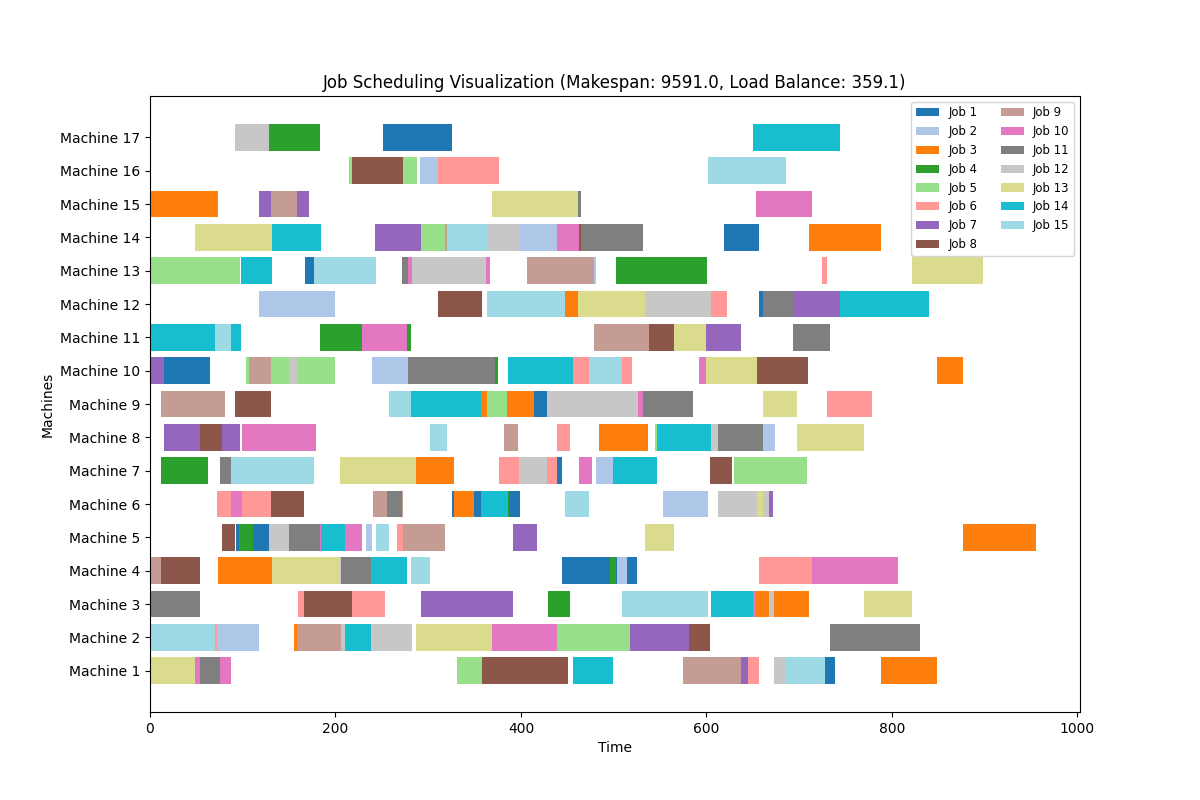 Job Scheduling Visualization (Makespan: 9591.0, Load Balance: 359.1)
Machines
Machine 17
Machine 16
Machine 15
Machine 14
Machine 13
Machine 12
Machine 11
Machine 10
Machine 9
Machine 8
Machine 7
Machine 6
Machine 5
Machine 4
Machine 3
Machine 2
Machine 1
Job 1
Job 2
Job 3
Job 4
Job 5
Job 6
Job 7
Job 8
Job 9
Job 10
Job 11
Job 12
Job 13
Job 14
Job 15
0 200 400 600 800 1000
Time